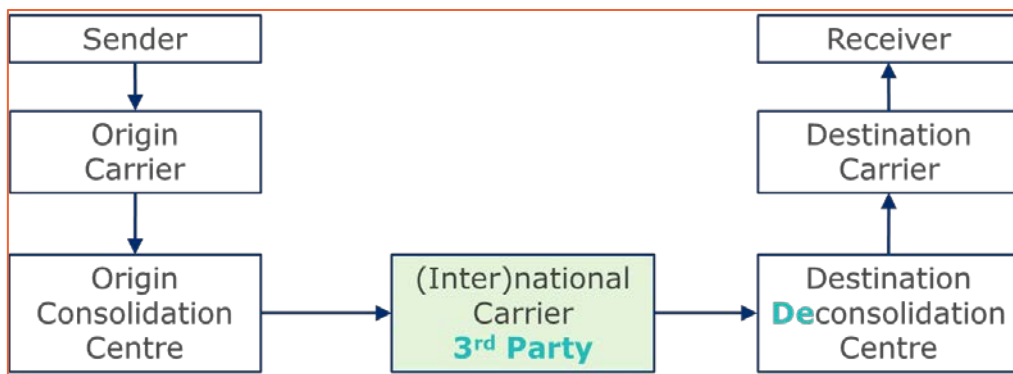 Sender
Receiver
Origin
Carrier
Destination
Carrier
Origin
Consolidation
Centre
(Inter)national
Carrier
3rd Party
Destination
Deconsolidation
Centre